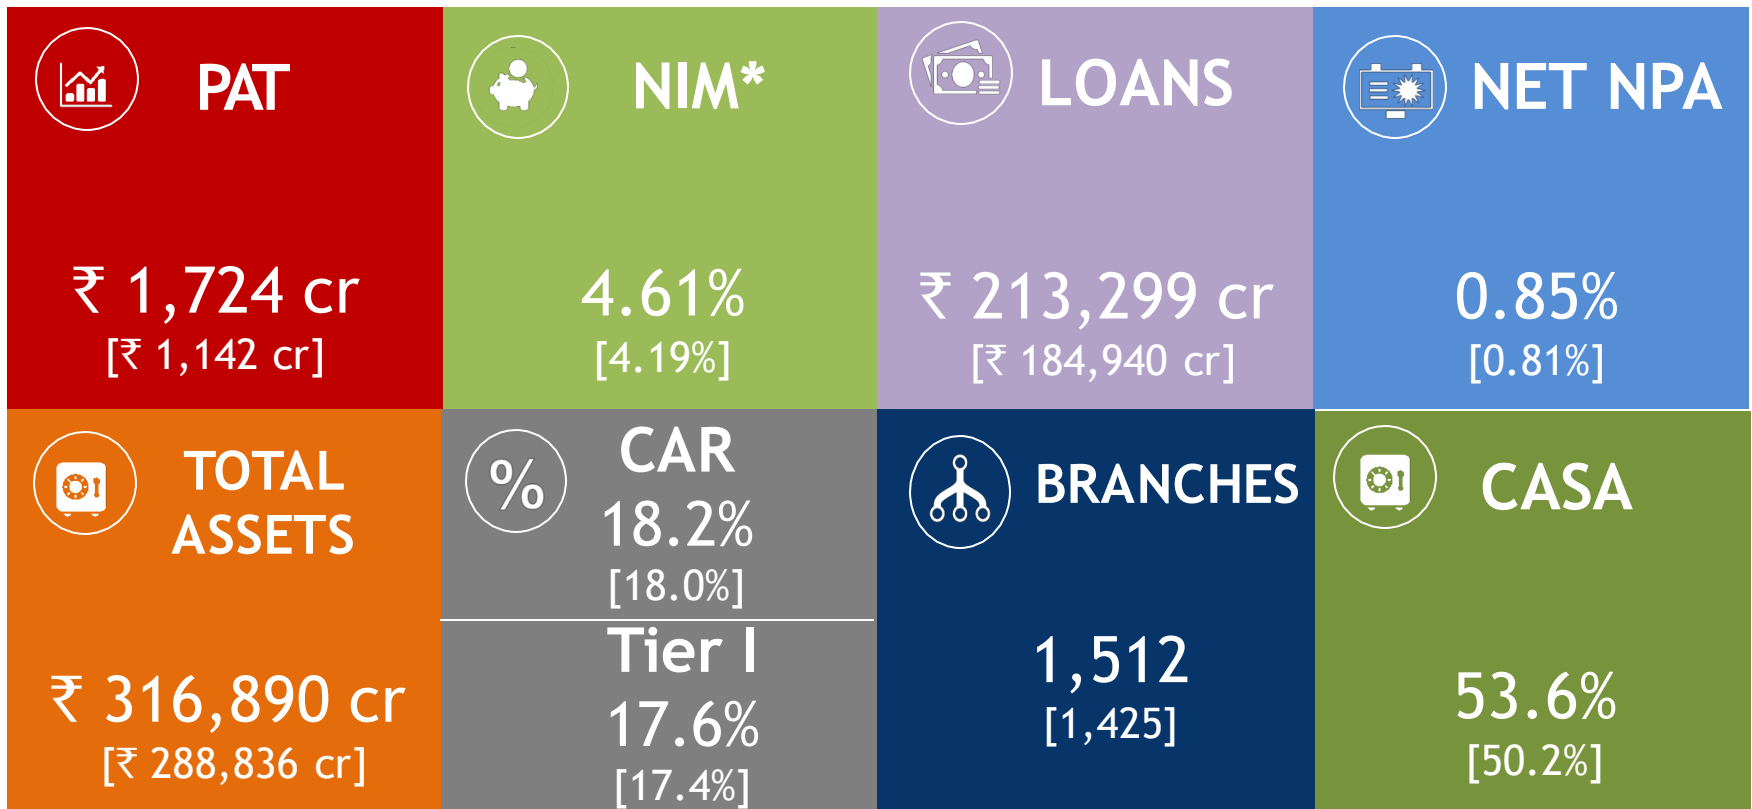 PAT
₹ 1,724 cr
[₹ 1,142 cr]
NIM*
4.61%
[4.19%]
LOANS
₹ 213,299 cr
[₹ 184,940 cr]
NET NPA
0.85%
[0.81%]
TOTAL
ASSETS
₹ 316,890 cr
[₹ 288,836 cr]
%
CAR
18.2%
[18.0%]
Tier I
17.6%
[17.4%]
BRANCHES
1,512
[1,425]
CASA
53.6%
[50.2%]